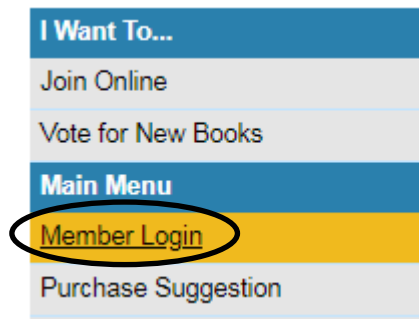 I Want To...
Join Online
Vote for New Books
Main Menu
Member Login
Purchase Suggestion